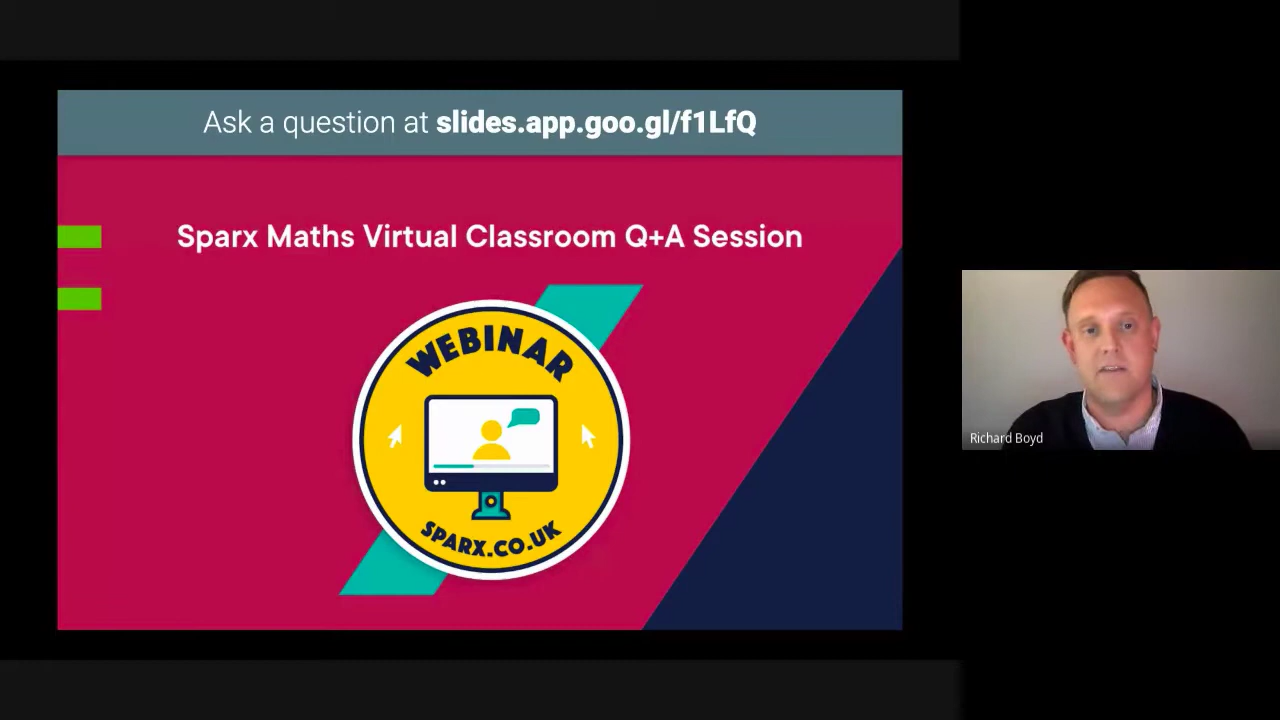 Ask a question at slides.app.goo.gl/f1LfQ
Sparx Maths Virtual Classroom Q+A Session
WEBINAR
SPARX.CO.UK
Richard Boyd